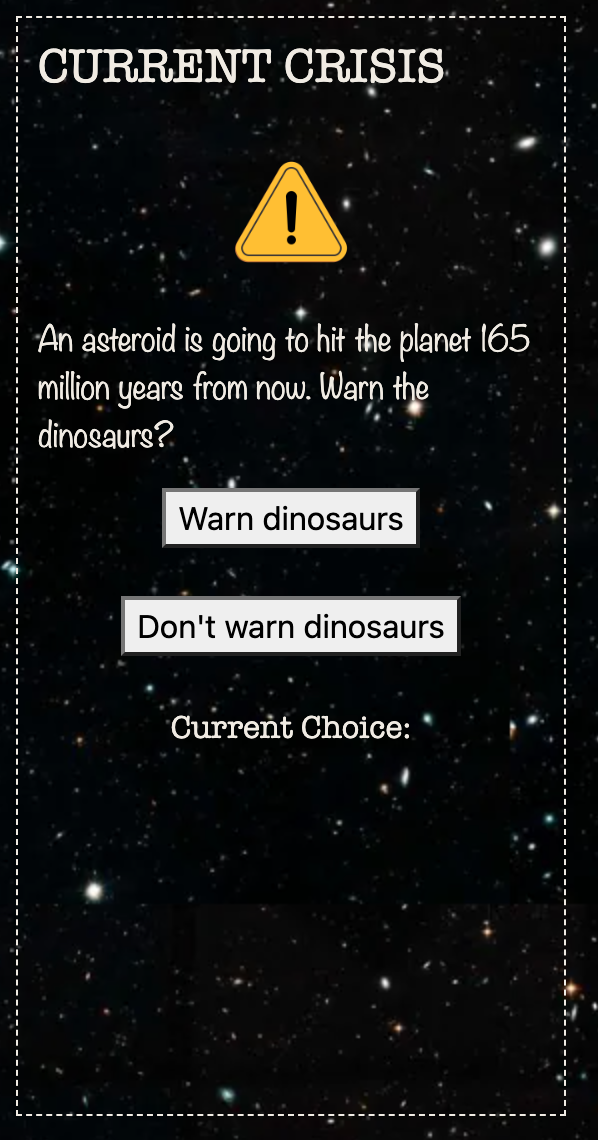 CURRENT CRISIS
An asteroid is going to hit the planet 165
million years from now. Warn the
dinosaurs?
Warn dinosaurs
Don't warn dinosaurs
Current Choice: